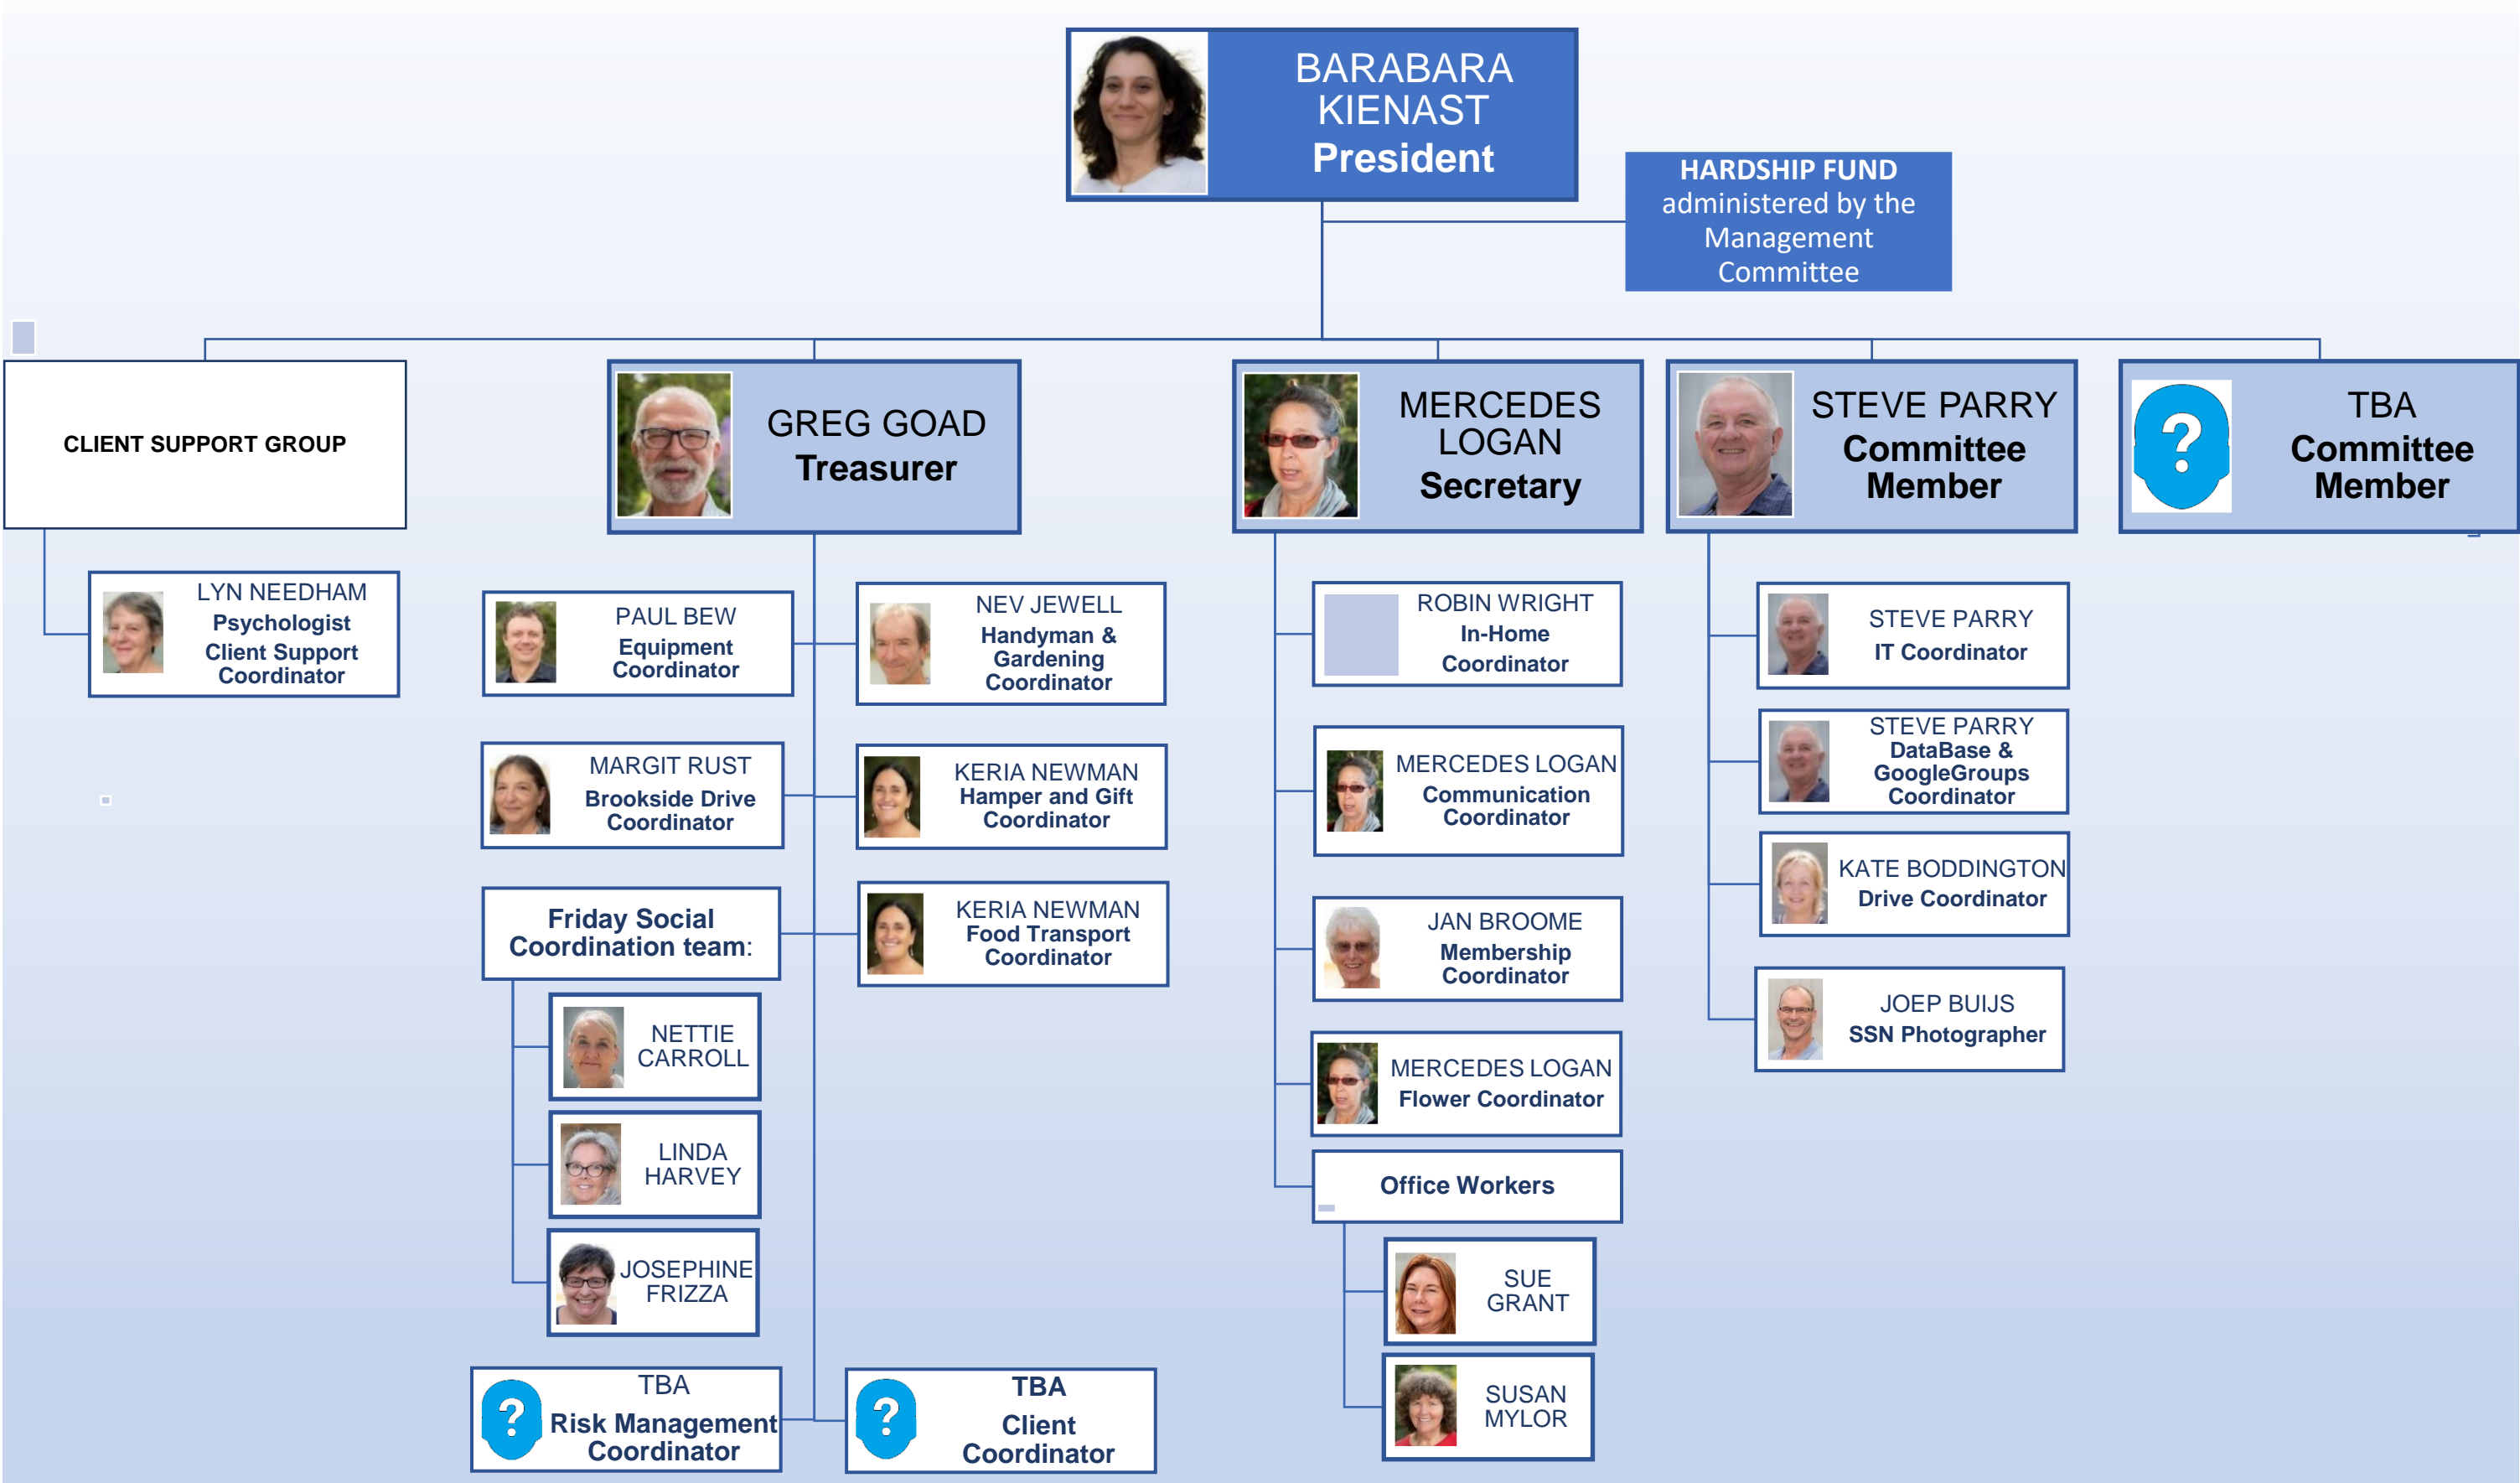 BARABARA
KIENAST
President
HARDSHIP FUND
administered by the
Management
Committee
CLIENT SUPPORT GROUP
GREG GOAD
Treasurer
MERCEDES
LOGAN
Secretary
STEVE PARRY
Committee
Member
?
TBA
Committee
Member
LYN NEEDHAM
Psychologist
Client Support
Coordinator
PAUL BEW
Equipment
Coordinator
NEV JEWELL
Handyman &
Gardening
Coordinator
MARGIT RUST
Brookside Drive
Coordinator
KERIA NEWMAN
Hamper and Gift
Coordinator
Friday Social
Coordination team:
KERIA NEWMAN
Food Transport
Coordinator
NETTIE
CARROLL
LINDA
HARVEY
JOSEPHINE
FRIZZA
?
TBA
Risk Management
Coordinator
?
TBA
Client
Coordinator
ROBIN WRIGHT
In-Home
Coordinator
MERCEDES LOGAN
Communication
Coordinator
JAN BROOME
Membership
Coordinator
MERCEDES LOGAN
Flower Coordinator
Office Workers
SUE
GRANT
SUSAN
MYLOR
STEVE PARRY
IT Coordinator
STEVE PARRY
DataBase &
GoogleGroups
Coordinator
KATE BODDINGTON
Drive Coordinator
JOEP BUIJS
SSN Photographer